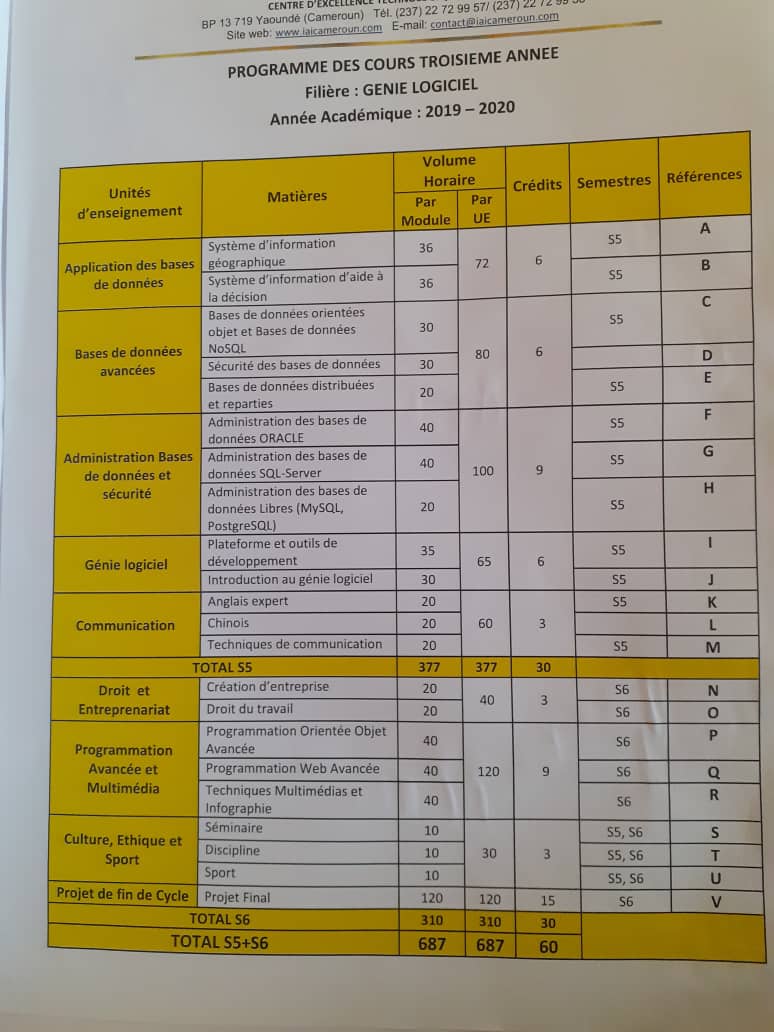 CENTRE D'EXCELLENCE
BP 13 719 Yaoundé (Cameroun) Tél. (237) 22 72 99 57/ (237) 22 72 99
Site web: www.iaicameroun.com E-mail: contact@iaicameroun.com
PROGRAMME DES COURS TROISIEME ANNEE
Filière : GENIE LOGICIEL
Année Académique : 2019 – 2020
Unités d'enseignement Matières Volume Horaire Crédits Semestres Références
Par Module Par UE
Application des bases de données
Système d'information géographique 36 72 6 S5 A
Système d'information d'aide à la décision 36 S5 B
Bases de données avancées
Bases de données orientées objet et Bases de données NoSQL 30 80 6 S5 C
Sécurité des bases de données 30 D
Bases de données distribuées et reparties 20 S5 E
Administration Bases de données et sécurité
Administration des bases de données ORACLE 40 100 9 S5 F
Administration des bases de données SQL-Server 40 S5 G
Administration des bases de données Libres (MySQL, PostgreSQL) 20 S5 H
Génie logiciel
Plateforme et outils de développement 35 65 6 S5 I
Introduction au génie logiciel 30 S5 J
Communication
Anglais expert 20 60 3 S5 K
Chinois 20 L
Techniques de communication 20 S5 M
TOTAL S5 377 377 30
Droit et Entreprenariat
Création d'entreprise 20 40 3 S6 N
Droit du travail 20 S6 O
Programmation Avancée et Multimédia
Programmation Orientée Objet Avancée 40 120 9 S6 P
Programmation Web Avancée 40 S6 Q
Techniques Multimédias et Infographie 40 S6 R
Culture, Ethique et Sport
Séminaire 10 30 3 S5, S6 S
Discipline 10 S5, S6 T
Sport 10 S5, S6 U
Projet de fin de Cycle Projet Final 120 120 15 S6 V
TOTAL S6 310 310 30
TOTAL S5+S6 687 687 60